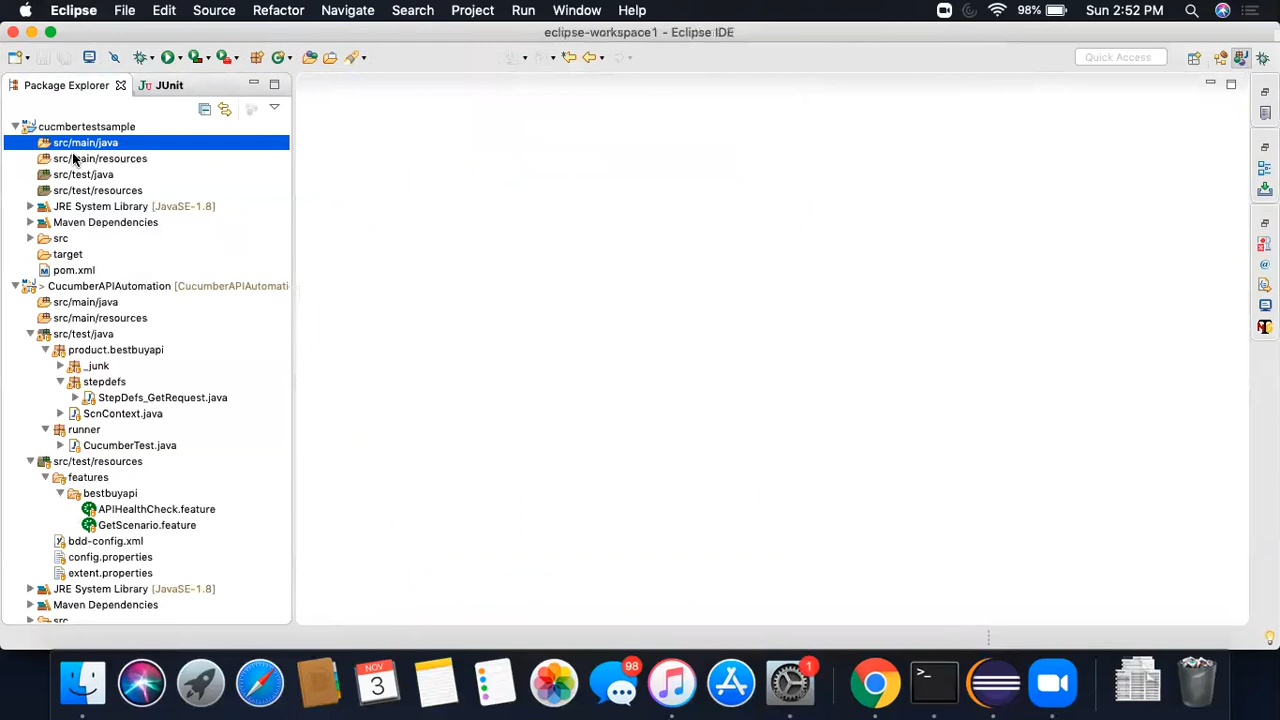 Eclipse File Edit Source Refactor Navigate Search Project Run Window Help 98% Sun 2:52 PM
eclipse-workspace1 - Eclipse IDE
Quick Access
Package Explorer Ju JUnit
cucmbertestsample
src/main/java
src/main/resources
src/test/java
src/test/resources
JRE System Library [JavaSE-1.8]
Maven Dependencies
src
target
pom.xml
> CucumberAPIAutomation [CucumberAPIAutomati
src/main/java
src/main/resources
src/test/java
product.bestbuyapi
_junk
stepdefs
StepDefs_GetRequest.java
ScnContext.java
runner
CucumberTest.java
src/test/resources
features
bestbuyapi
APIHealthCheck.feature
GetScenario.feature
bdd-config.xml
config.properties
extent.properties
JRE System Library [JavaSE-1.8]
Maven Dependencies
src
NOV
3
98
1